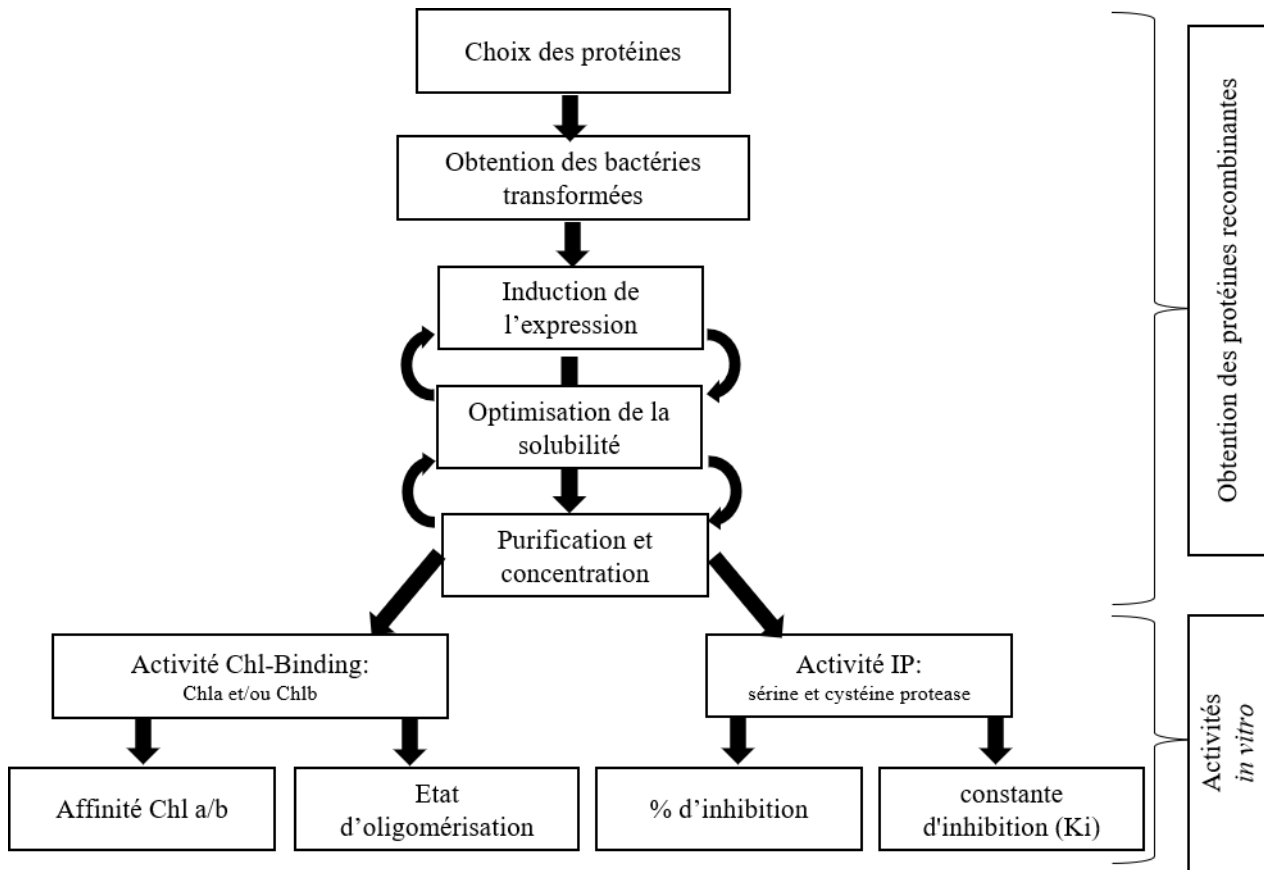 Choix des protéines
Obtention des bactéries
transformées
Induction de
l’expression
Optimisation de la
solubilité
Purification et
concentration
Obtention des protéines recombinantes
Activité Chl-Binding:
Chla et/ou Chlb
Activité IP:
sérine et cystéine protease
Affinité Chl a/b
Etat
d’oligomérisation
% d’inhibition
constante
d'inhibition (Ki)
Activités
in vitro